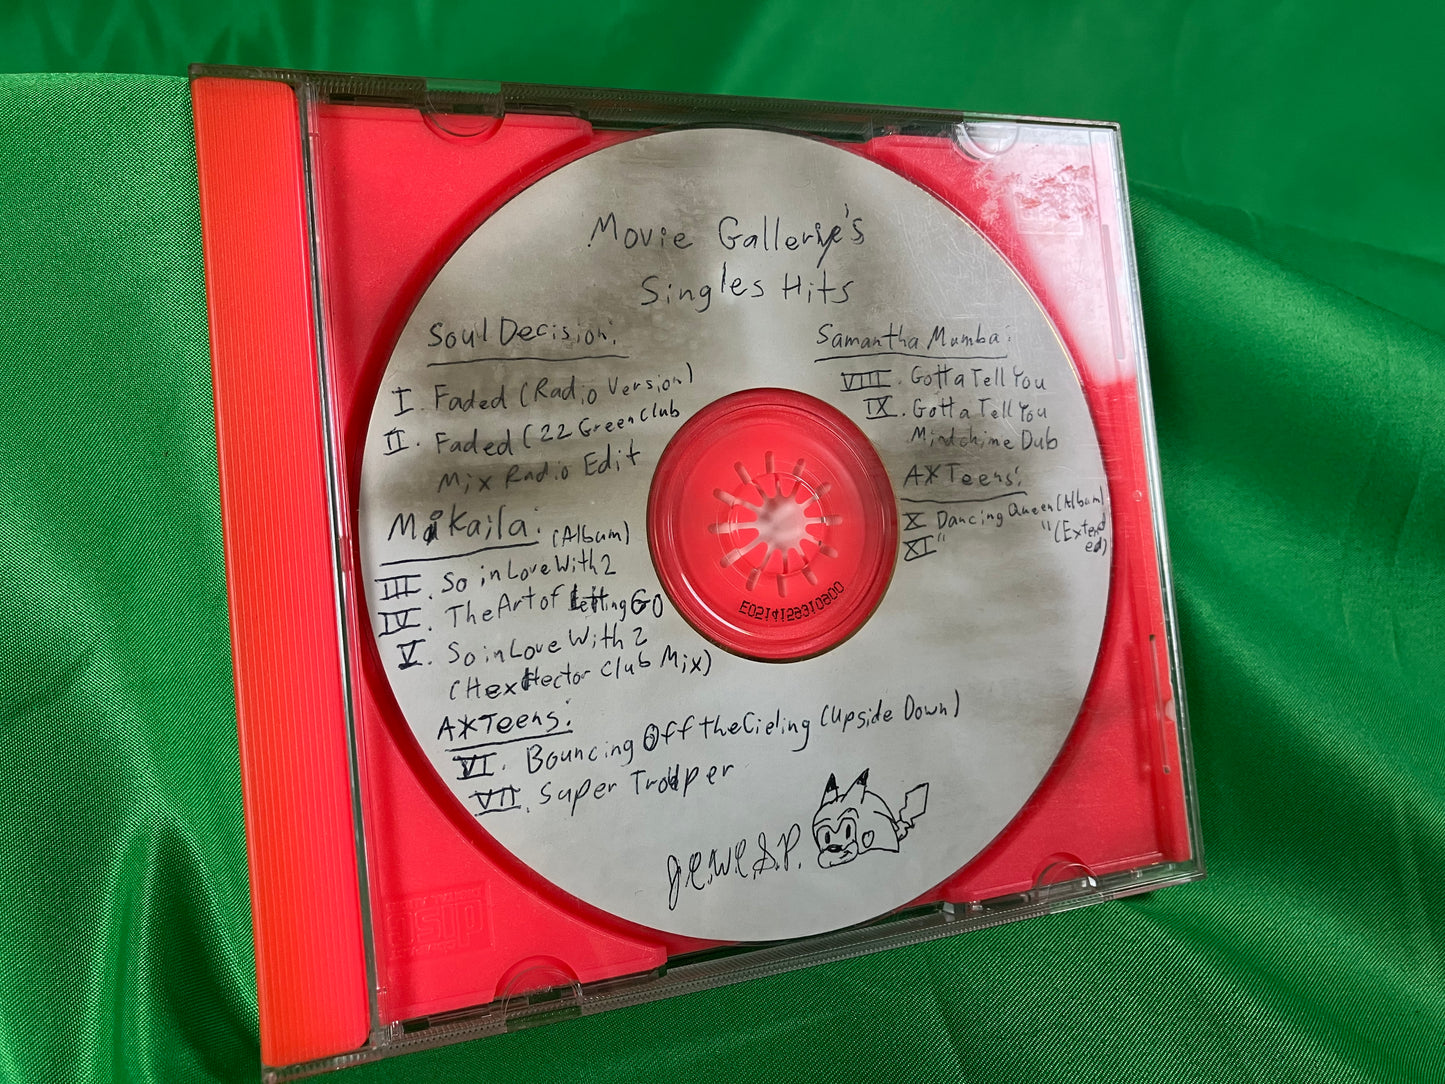 Movie Gallerie's
Singles Hits
Soul Decision:
I. Faded (Radio Version)
II. Faded (22 Green Club
Mix Radio Edit
Mikaila: (Album)
III. So in Love With 2
IV. The Art of Letting GO
V. So in Love With 2
(Hex Hector Club Mix)
A*Teens:
VI. Bouncing Off the Cieling (Upside Down)
VII. Super Trouper
Samantha Mumba:
VIII. Gotta Tell You
IX. Gotta Tell You
Mindchime Dub
A*Teens:
X Dancing Queen (Album)
XI " " (Extend
ed)
J.E.W.E.S.P.
disc